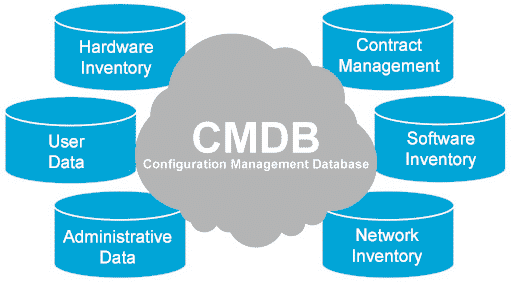 Hardware
Inventory
Contract
Management
CMDB
Configuration Management Database
User
Data
Software
Inventory
Administrative
Data
Network
Inventory